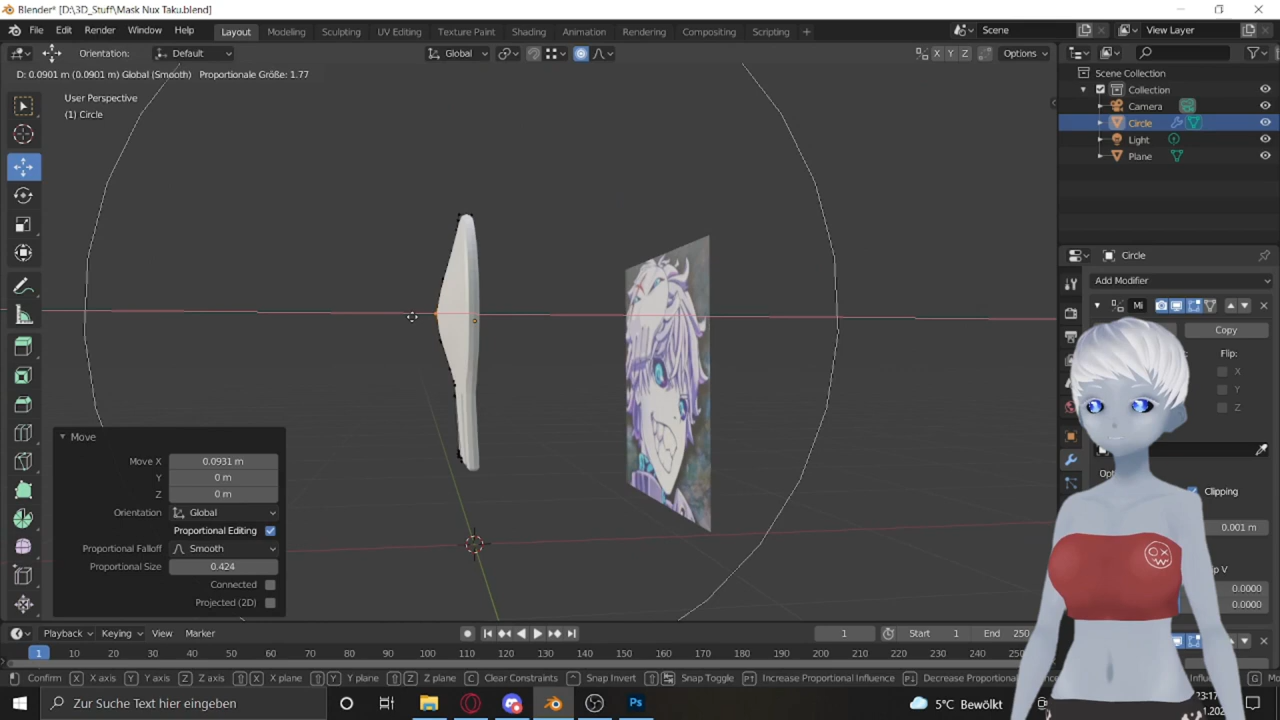 Blender* [D:\3D_Stuff\Mask Nux Taku.blend]
File Edit Render Window Help Layout Modeling Sculpting UV Editing Texture Paint Shading Animation Rendering Compositing Scripting + Scene View Layer
Orientation: Default Global X Y Z Options
D: 0.0901 m (0.0901 m) Global (Smooth) Proportionale Größe: 1.77
User Perspective
(1) Circle
Scene Collection
Collection
Camera
Circle
Light
Plane
Circle
Add Modifier
Mi
Copy
Flip:
X
Y
Z
Clipping
0.001 m
0.0000
0.0000
Move
Move X 0.0931 m
Y 0 m
Z 0 m
Orientation Global
Proportional Editing
Proportional Falloff Smooth
Proportional Size 0.424
Connected
Projected (2D)
Playback Keying View Marker 1 Start 1 End 250
1 10 20 30 40 50 60 70 80 90 100 110 120 130 140 150 160 170 180 190 200 210 220 230 240
Confirm X X axis Y Y axis Z Z axis X plane Y plane Z plane C Clear Constraints Snap Invert Snap Toggle Increase Proportional Influence Decrease Proportional G
Zur Suche Text hier eingeben
5°C Bewölkt